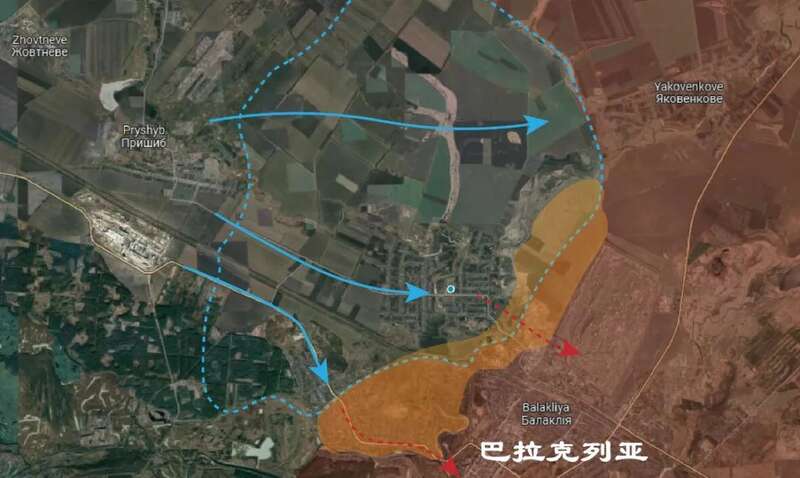 Zhovtneve
Жовтневе
Yakovenkove
Яковенкове
Pryshyb
Пришиб
Balakliya
Балаклія
巴拉克列亚